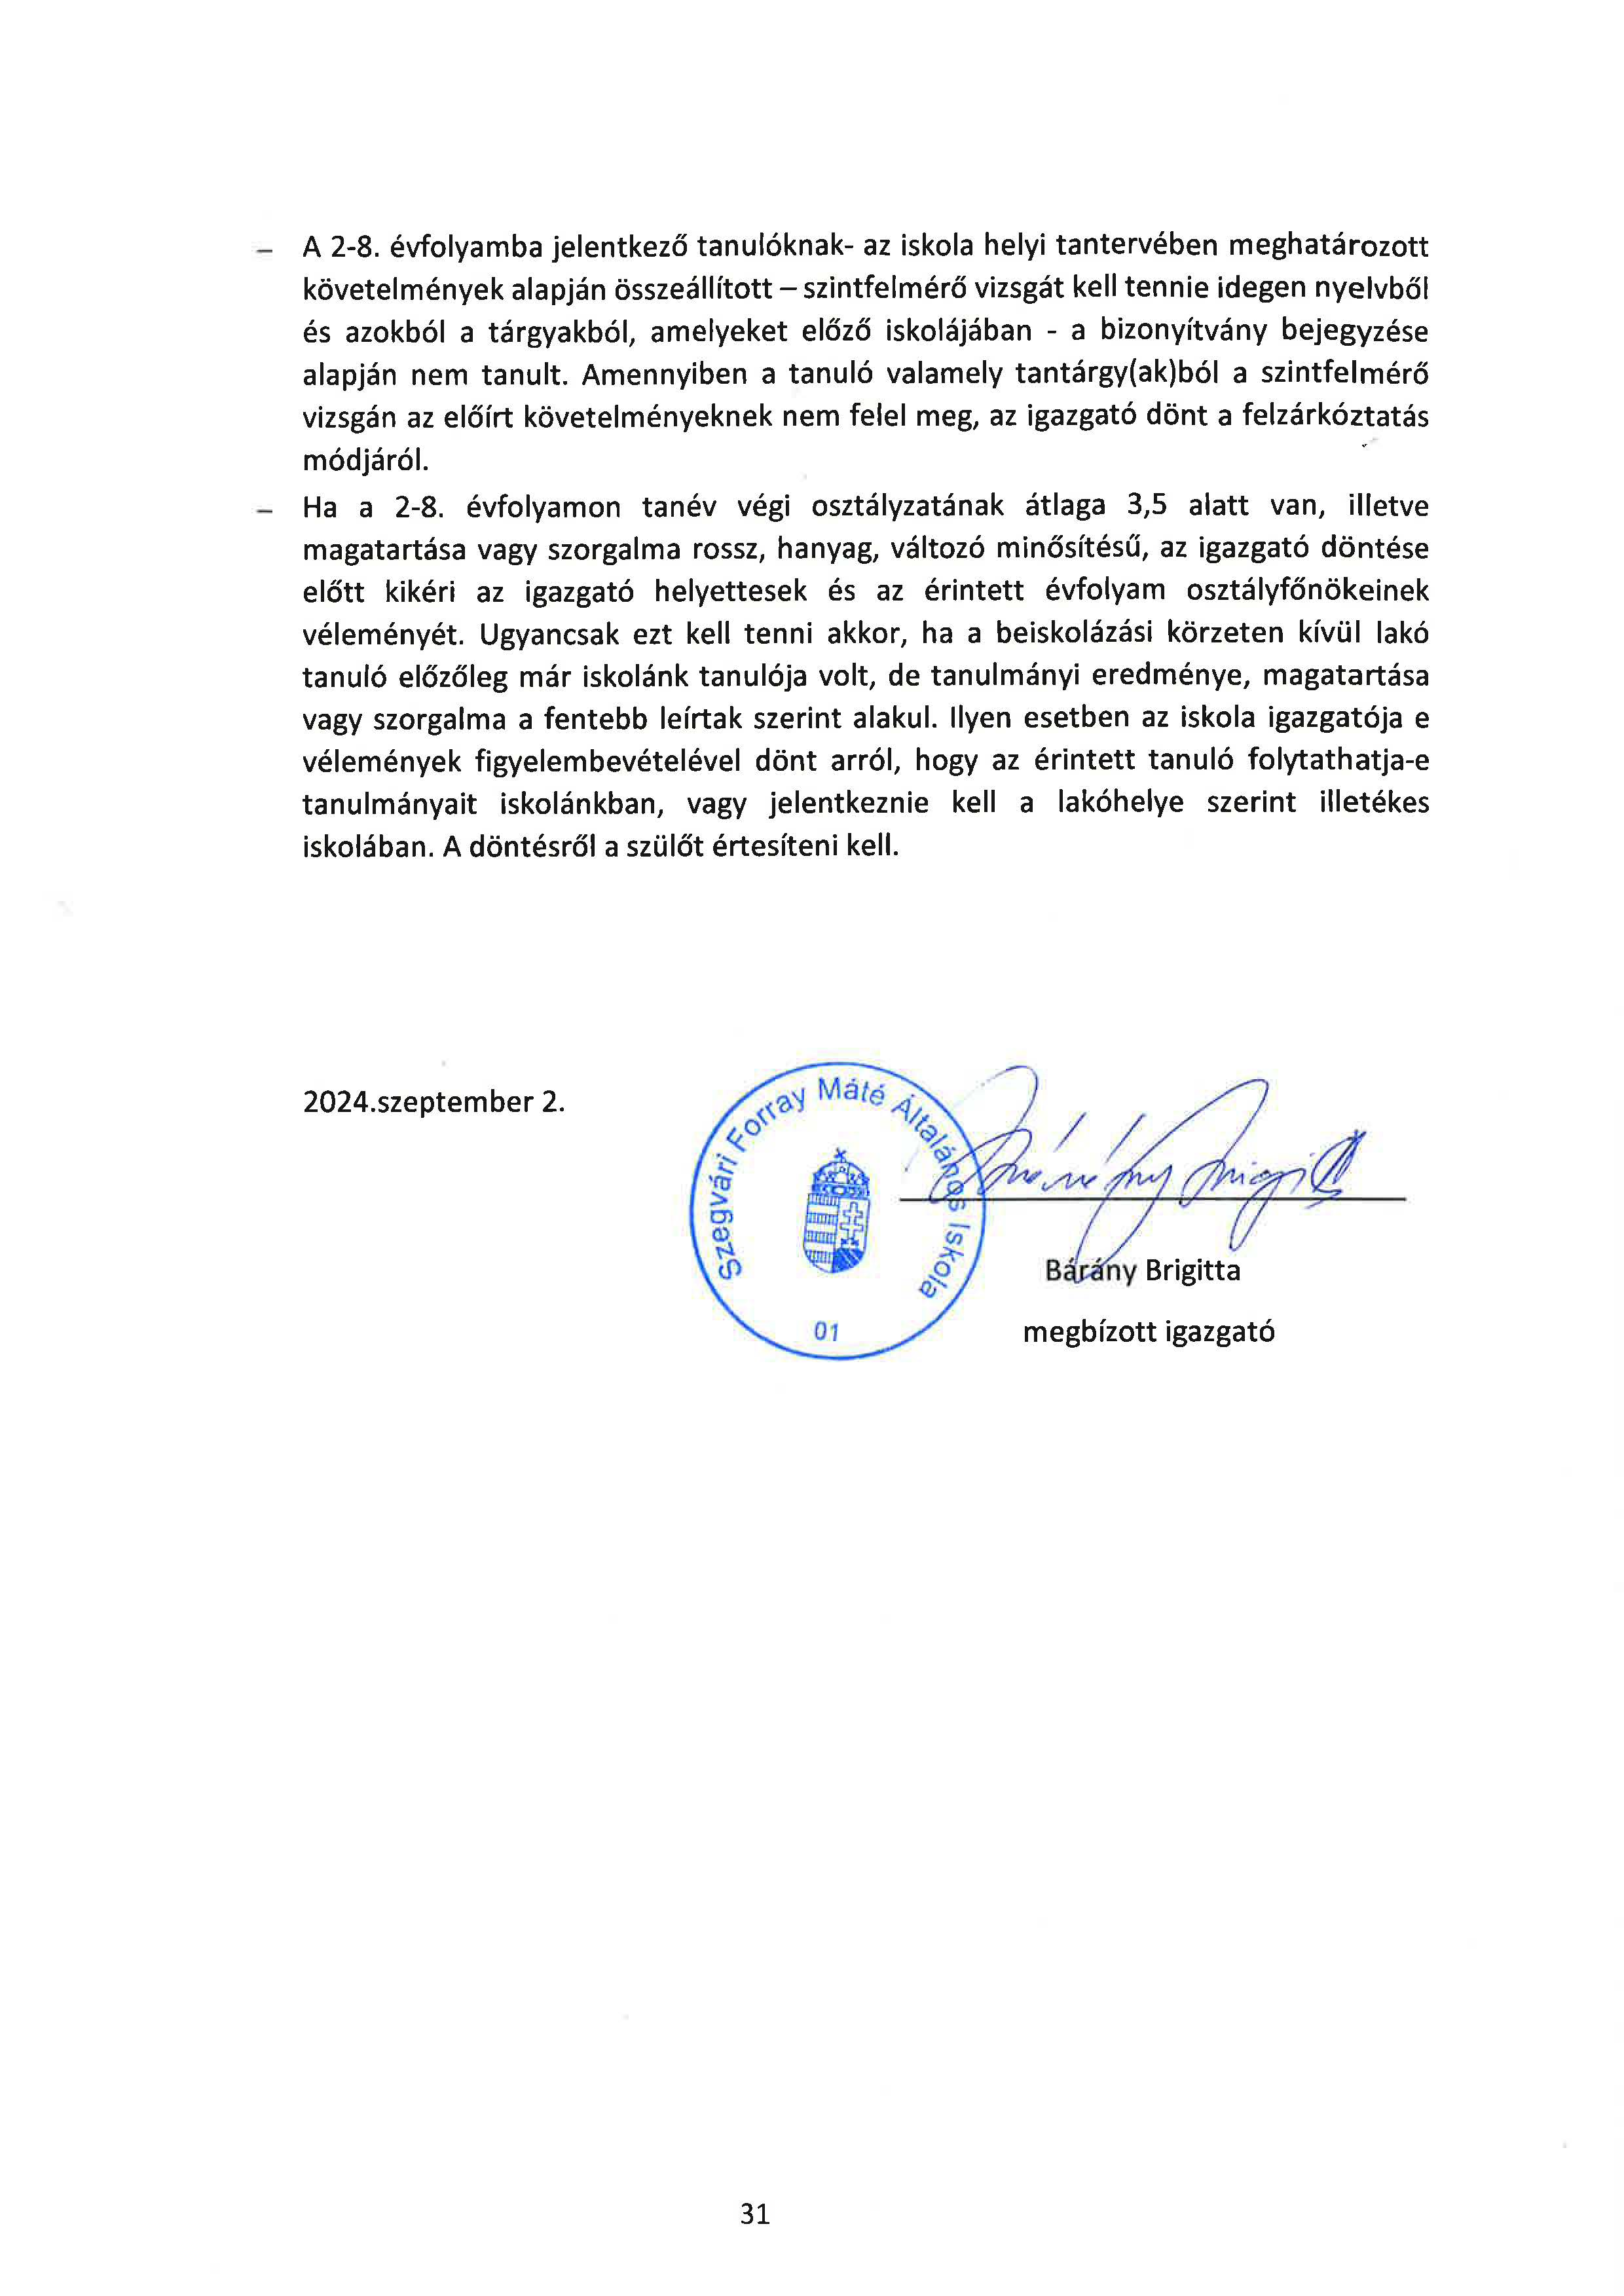 – A 2-8. évfolyamba jelentkező tanulóknak- az iskola helyi tantervében meghatározott
követelmények alapján összeállított – szintfelmérő vizsgát kell tennie idegen nyelvből
és azokból a tárgyakból, amelyeket előző iskolájában - a bizonyítvány bejegyzése
alapján nem tanult. Amennyiben a tanuló valamely tantárgy(ak)ból a szintfelmérő
vizsgán az előírt követelményeknek nem felel meg, az igazgató dönt a felzárkóztatás
módjáról.
– Ha a 2-8. évfolyamon tanév végi osztályzatának átlaga 3,5 alatt van, illetve
magatartása vagy szorgalma rossz, hanyag, változó minősítésű, az igazgató döntése
előtt kikéri az igazgató helyettesek és az érintett évfolyam osztályfőnökeinek
véleményét. Ugyancsak ezt kell tenni akkor, ha a beiskolázási körzeten kívül lakó
tanuló előzőleg már iskolánk tanulója volt, de tanulmányi eredménye, magatartása
vagy szorgalma a fentebb leírtak szerint alakul. Ilyen esetben az iskola igazgatója e
vélemények figyelembevételével dönt arról, hogy az érintett tanuló folytathatja-e
tanulmányait iskolánkban, vagy jelentkeznie kell a lakóhelye szerint illetékes
iskolában. A döntésről a szülőt értesíteni kell.
2024.szeptember 2.
Szegvári Forray Máté Általános Iskola
01
Bárány Brigitta
Bárány Brigitta
megbízott igazgató
31